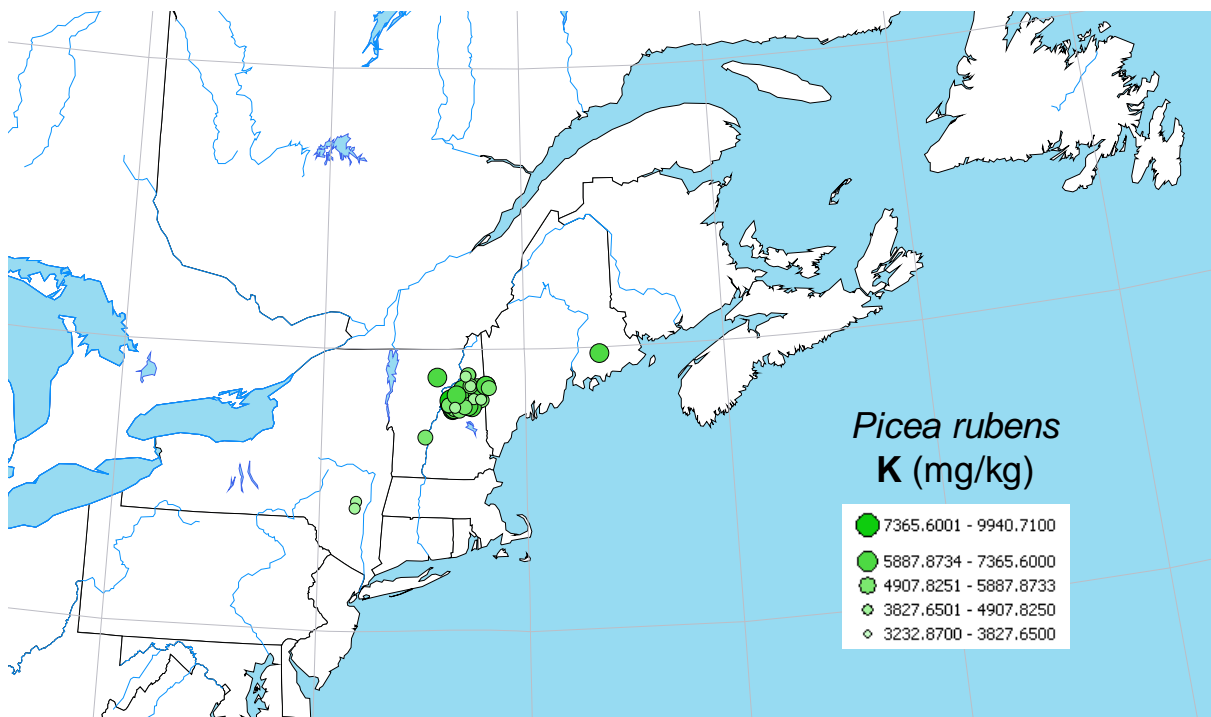 Picea rubens
K (mg/kg)
7365.6001 - 9940.7100
5887.8734 - 7365.6000
4907.8251 - 5887.8733
3827.6501 - 4907.8250
3232.8700 - 3827.6500